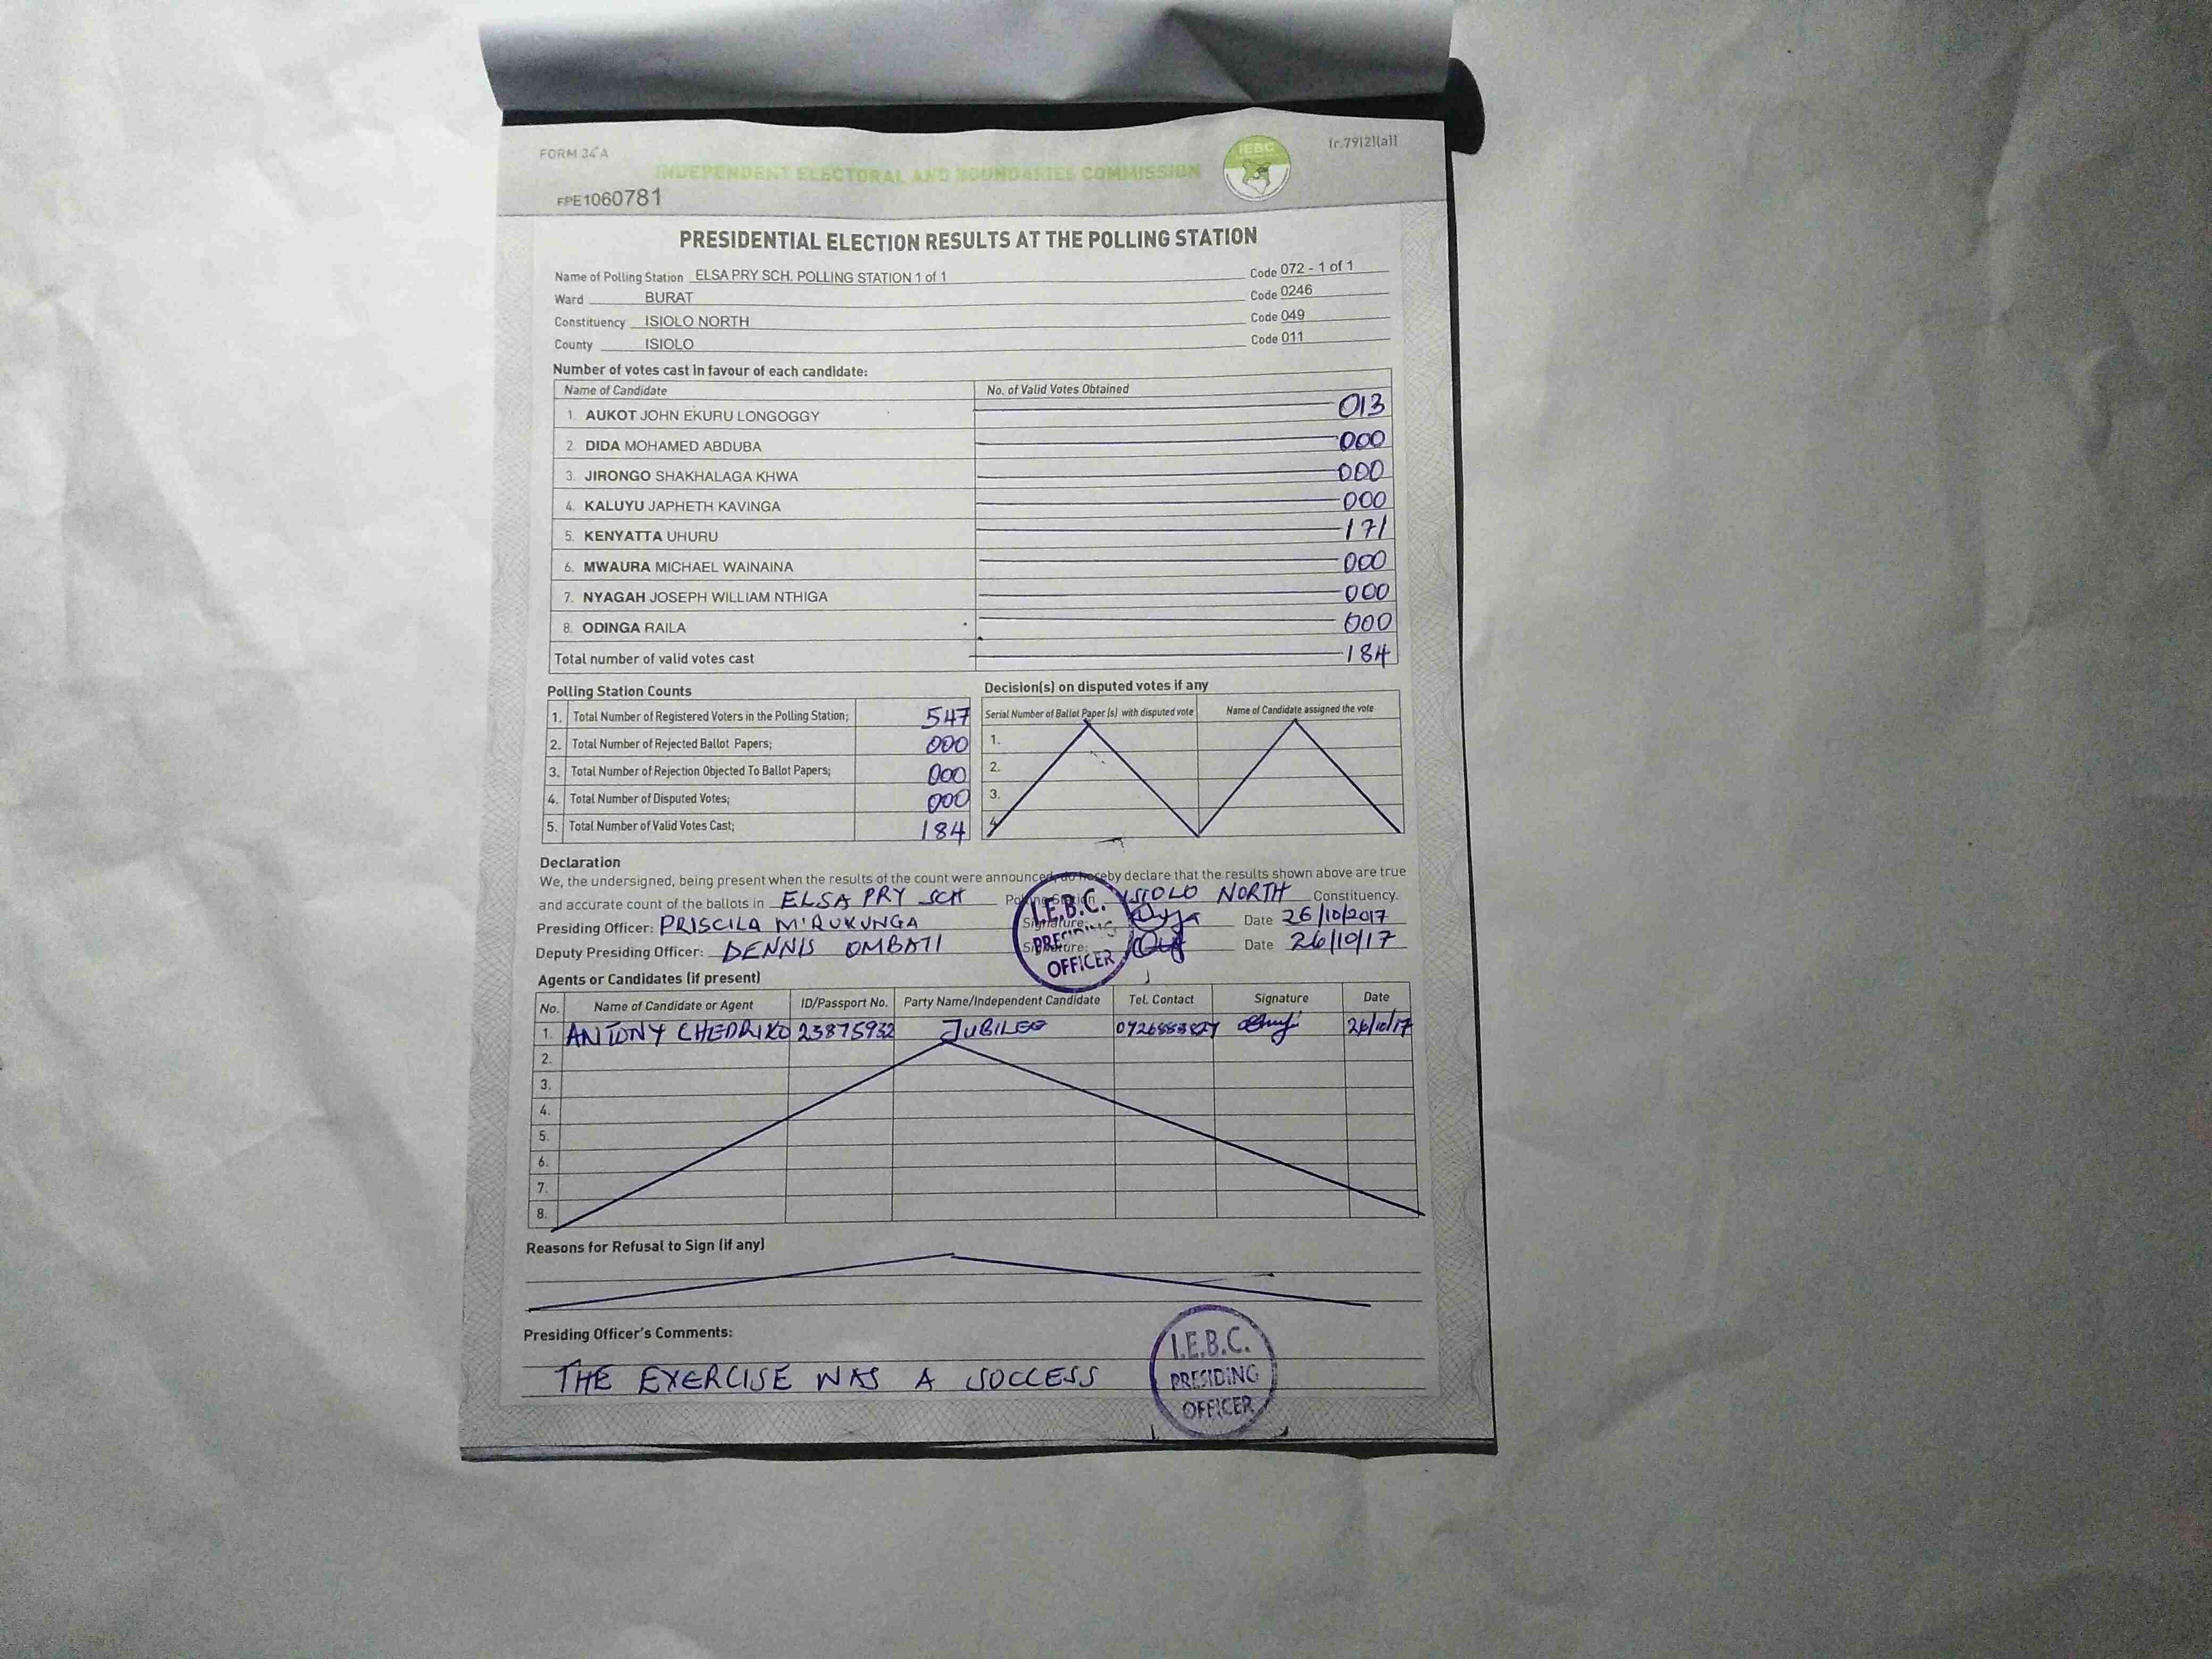 FORM 34 A
(r.79(2)(a))
INDEPENDENT ELECTORAL AND BOUNDARIES COMMISSION
IEBC
FPE1060781
PRESIDENTIAL ELECTION RESULTS AT THE POLLING STATION
Name of Polling Station ELSA PRY SCH. POLLING STATION 1 of 1 Code 072 - 1 of 1
Ward BURAT Code 0246
Constituency ISIOLO NORTH Code 049
County ISIOLO Code 011
Number of votes cast in favour of each candidate:
Name of Candidate No. of Valid Votes Obtained
1. AUKOT JOHN EKURU LONGOGGY 013
2. DIDA MOHAMED ABDUBA 000
3. JIRONGO SHAKHALAGA KHWA 000
4. KALUYU JAPHETH KAVINGA 000
5. KENYATTA UHURU 171
6. MWAURA MICHAEL WAINAINA 000
7. NYAGAH JOSEPH WILLIAM NTHIGA 000
8. ODINGA RAILA 000
Total number of valid votes cast 184
Polling Station Counts
1. Total Number of Registered Voters in the Polling Station; 547
2. Total Number of Rejected Ballot Papers; 000
3. Total Number of Rejection Objected To Ballot Papers; 000
4. Total Number of Disputed Votes; 000
5. Total Number of Valid Votes Cast; 184
Decision(s) on disputed votes if any
Serial Number of Ballot Paper (s) with disputed vote Name of Candidate assigned the vote
1.
2.
3.
4.
Declaration
We, the undersigned, being present when the results of the count were announced, do hereby declare that the results shown above are true
and accurate count of the ballots in ELSA PRY SCH Polling Station ISIOLO NORTH Constituency.
Presiding Officer: PRISCILA M'RUKUNGA Signature: Date 26/10/2017
Deputy Presiding Officer: DENNIS OMBATI Signature: Date 26/10/17
I.E.B.C.
PRESIDING
OFFICER
Agents or Candidates (if present)
No. Name of Candidate or Agent ID/Passport No. Party Name/Independent Candidate Tel. Contact Signature Date
1. ANTONY 23875932 JUBILEE 26/10/17
2.
3.
4.
5.
6.
7.
8.
Reasons for Refusal to Sign (if any)
Presiding Officer's Comments:
THE EXERCISE WAS A SOCCESS
I.E.B.C.
PRESIDING
OFFICER